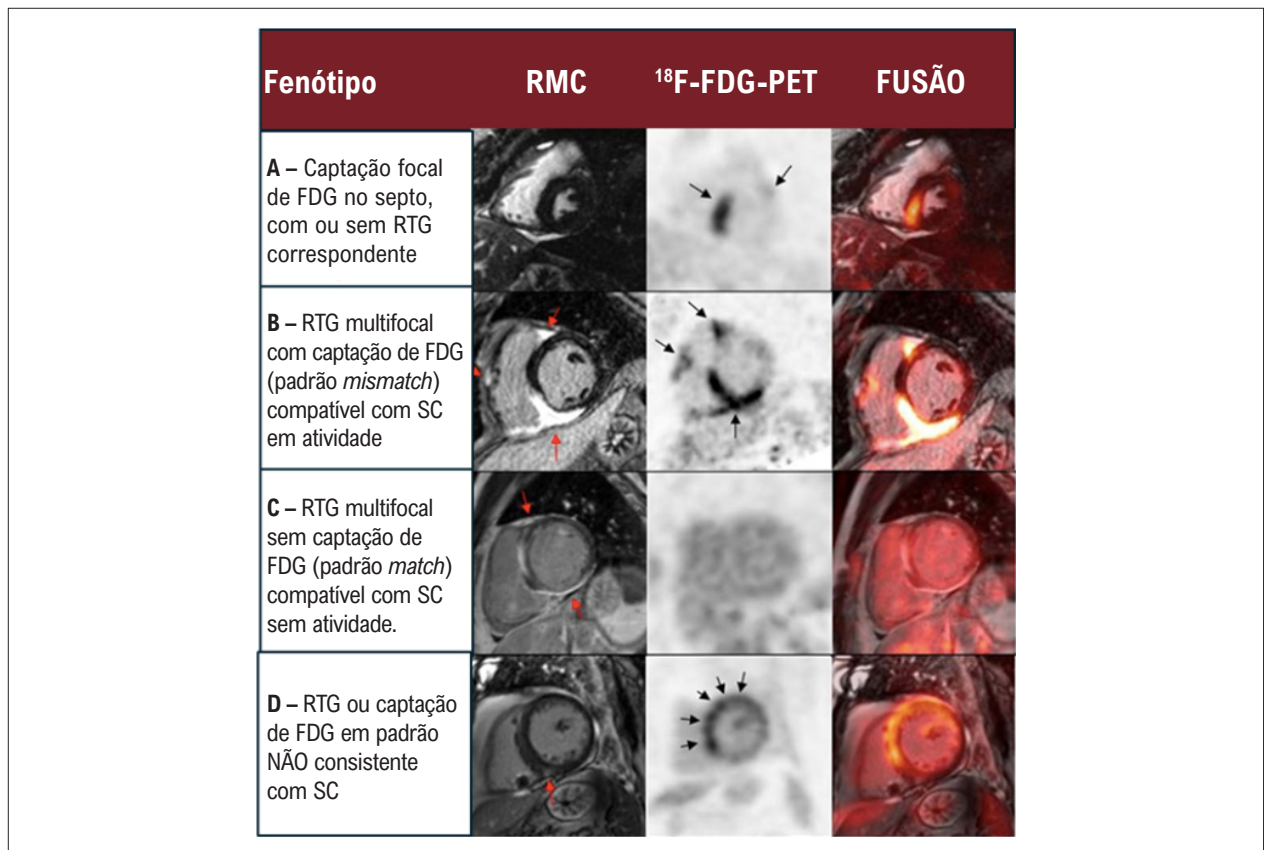 Fenótipo RMC ¹⁸F-FDG-PET FUSÃO
A – Captação focal
de FDG no septo,
com ou sem RTG
correspondente
B – RTG multifocal
com captação de FDG
(padrão mismatch)
compatível com SC
em atividade
C – RTG multifocal
sem captação de
FDG (padrão match)
compatível com SC
sem atividade.
D – RTG ou captação
de FDG em padrão
NÃO consistente
com SC